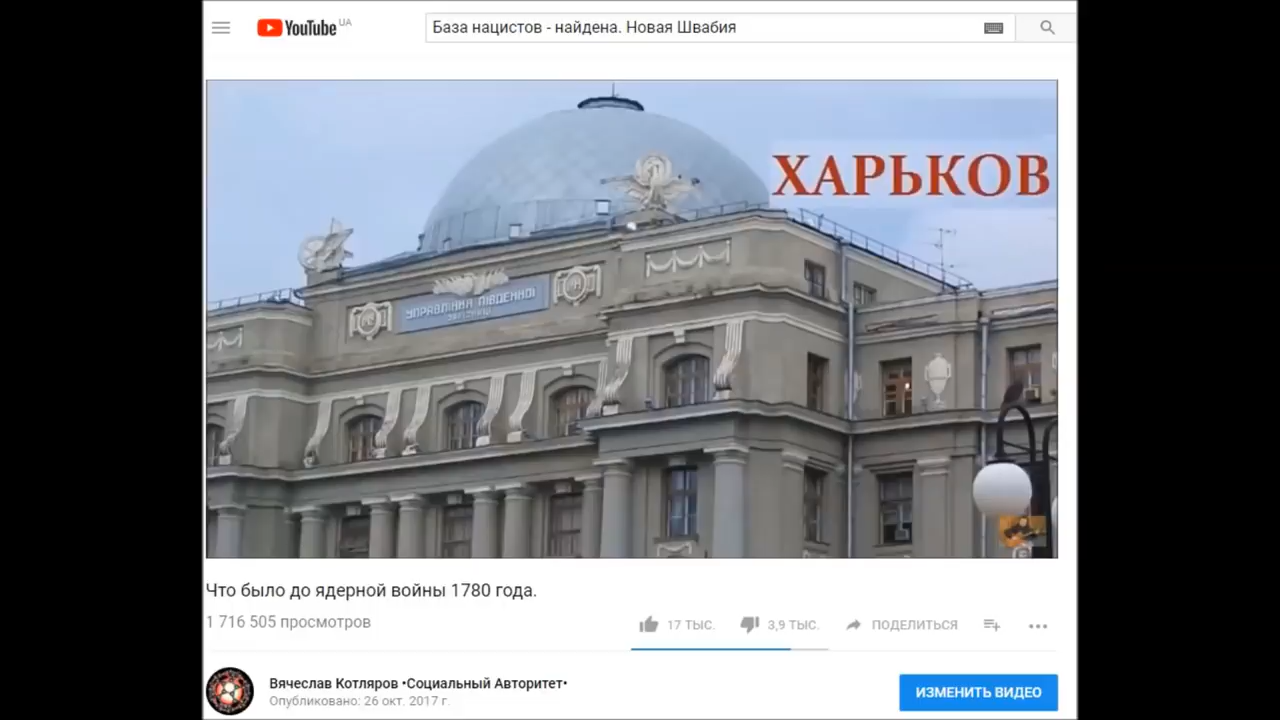 YouTube UA
База нацистов - найдена. Новая Швабия
ХАРЬКОВ
УПРАВЛІННЯ ПІВДЕННОЇ
Что было до ядерной войны 1780 года.
1 716 505 просмотров
17 ТЫС.
3,9 ТЫС.
ПОДЕЛИТЬСЯ
Вячеслав Котляров •Социальный Авторитет•
Опубликовано: 26 окт. 2017 г.
ИЗМЕНИТЬ ВИДЕО